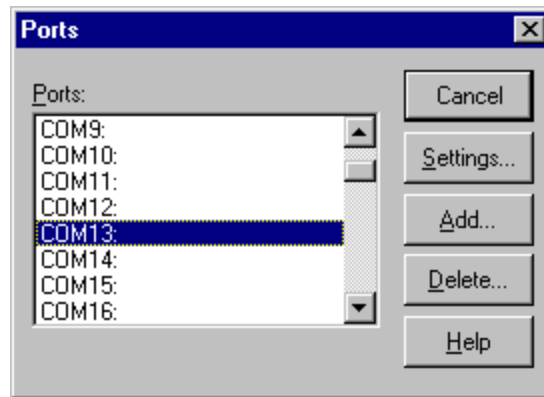 Ports
Ports:
COM9:
COM10:
COM11:
COM12:
COM13:
COM14:
COM15:
COM16:
Cancel
Settings...
Add...
Delete...
Help